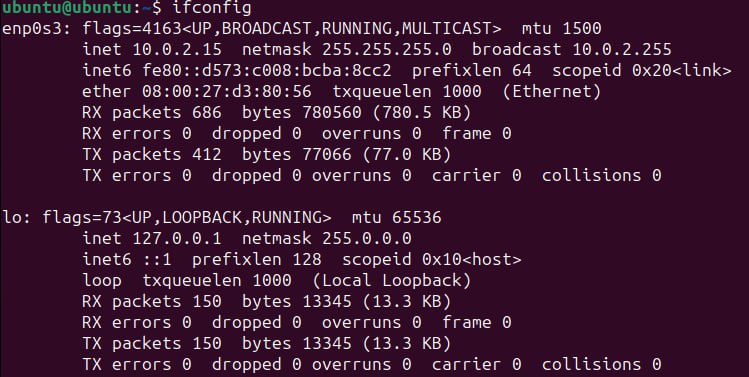 ubuntu@ubuntu:~$ ifconfig
enp0s3: flags=4163<UP,BROADCAST,RUNNING,MULTICAST>  mtu 1500
        inet 10.0.2.15  netmask 255.255.255.0  broadcast 10.0.2.255
        inet6 fe80::d573:c008:bcba:8cc2  prefixlen 64  scopeid 0x20<link>
        ether 08:00:27:d3:80:56  txqueuelen 1000  (Ethernet)
        RX packets 686  bytes 780560 (780.5 KB)
        RX errors 0  dropped 0  overruns 0  frame 0
        TX packets 412  bytes 77066 (77.0 KB)
        TX errors 0  dropped 0 overruns 0  carrier 0  collisions 0

lo: flags=73<UP,LOOPBACK,RUNNING>  mtu 65536
        inet 127.0.0.1  netmask 255.0.0.0
        inet6 ::1  prefixlen 128  scopeid 0x10<host>
        loop  txqueuelen 1000  (Local Loopback)
        RX packets 150  bytes 13345 (13.3 KB)
        RX errors 0  dropped 0  overruns 0  frame 0
        TX packets 150  bytes 13345 (13.3 KB)
        TX errors 0  dropped 0 overruns 0  carrier 0  collisions 0